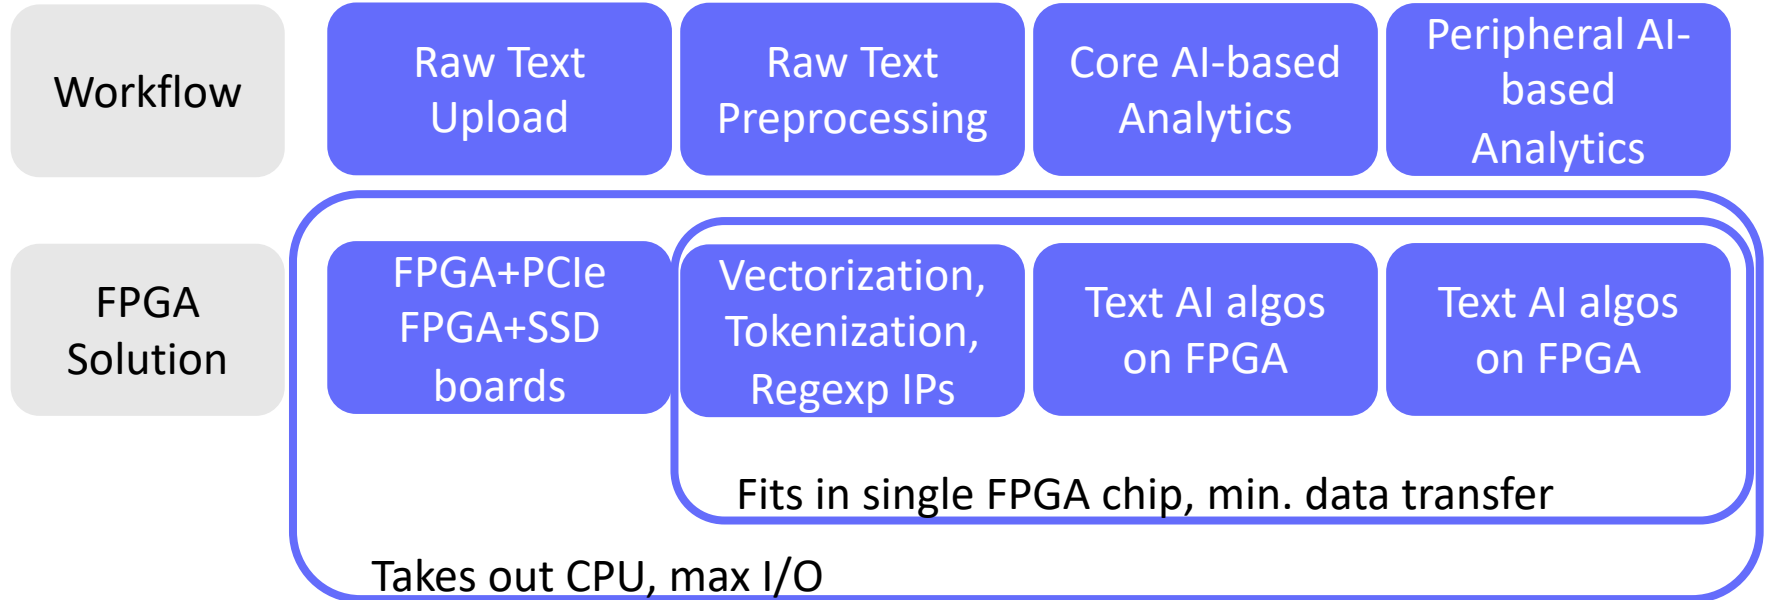 Workflow
Raw Text
Upload
Raw Text
Preprocessing
Core AI-based
Analytics
Peripheral AI-
based
Analytics
FPGA
Solution
FPGA+PCIe
FPGA+SSD
boards
Vectorization,
Tokenization,
Regexp IPs
Text AI algos
on FPGA
Text AI algos
on FPGA
Fits in single FPGA chip, min. data transfer
Takes out CPU, max I/O